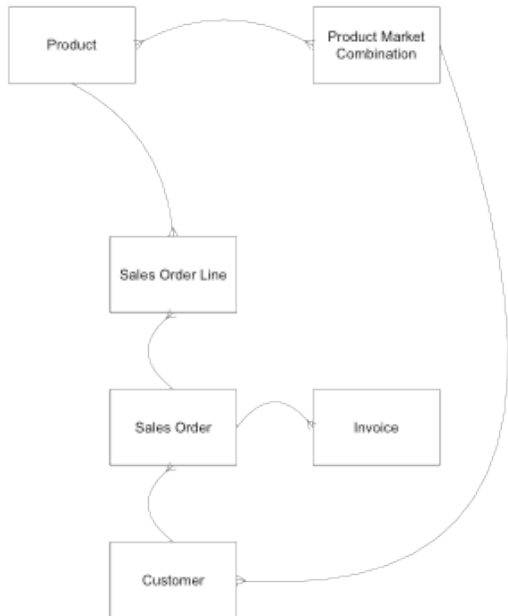 Product
Product Market
Combination
Sales Order Line
Sales Order
Invoice
Customer